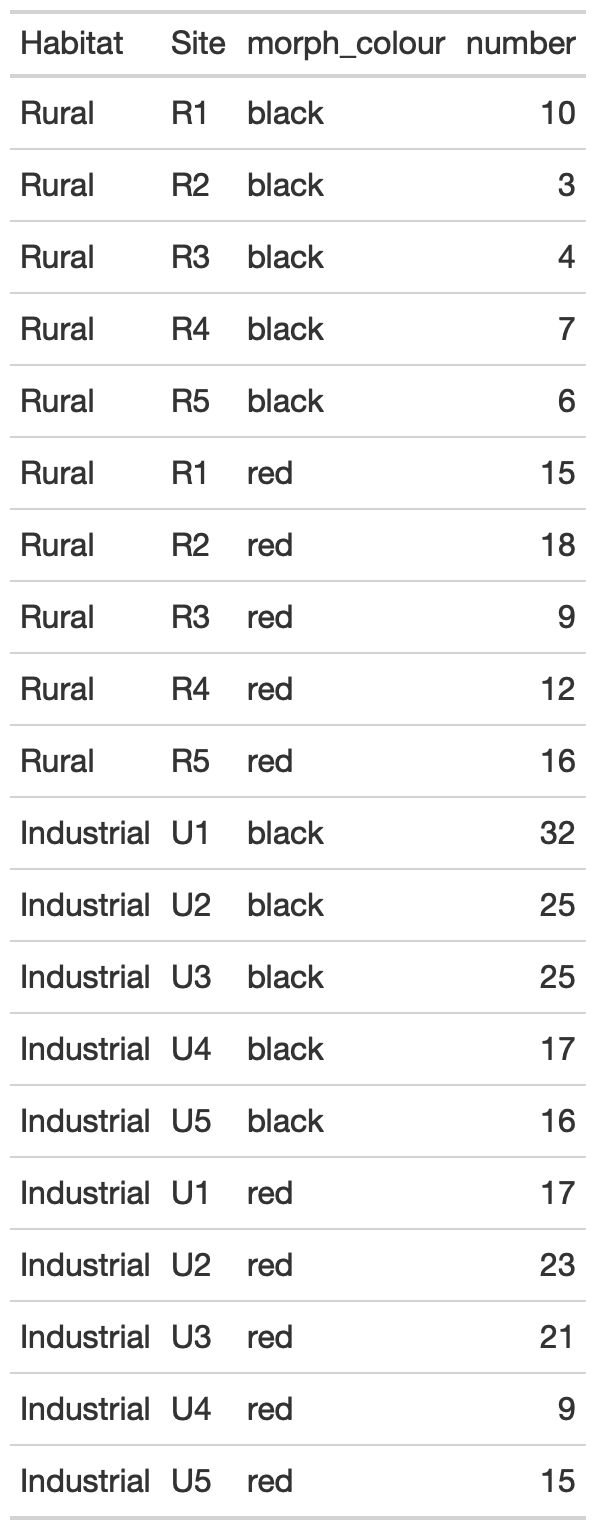 Habitat Site morph_colour number
Rural R1 black 10
Rural R2 black 3
Rural R3 black 4
Rural R4 black 7
Rural R5 black 6
Rural R1 red 15
Rural R2 red 18
Rural R3 red 9
Rural R4 red 12
Rural R5 red 16
Industrial U1 black 32
Industrial U2 black 25
Industrial U3 black 25
Industrial U4 black 17
Industrial U5 black 16
Industrial U1 red 17
Industrial U2 red 23
Industrial U3 red 21
Industrial U4 red 9
Industrial U5 red 15